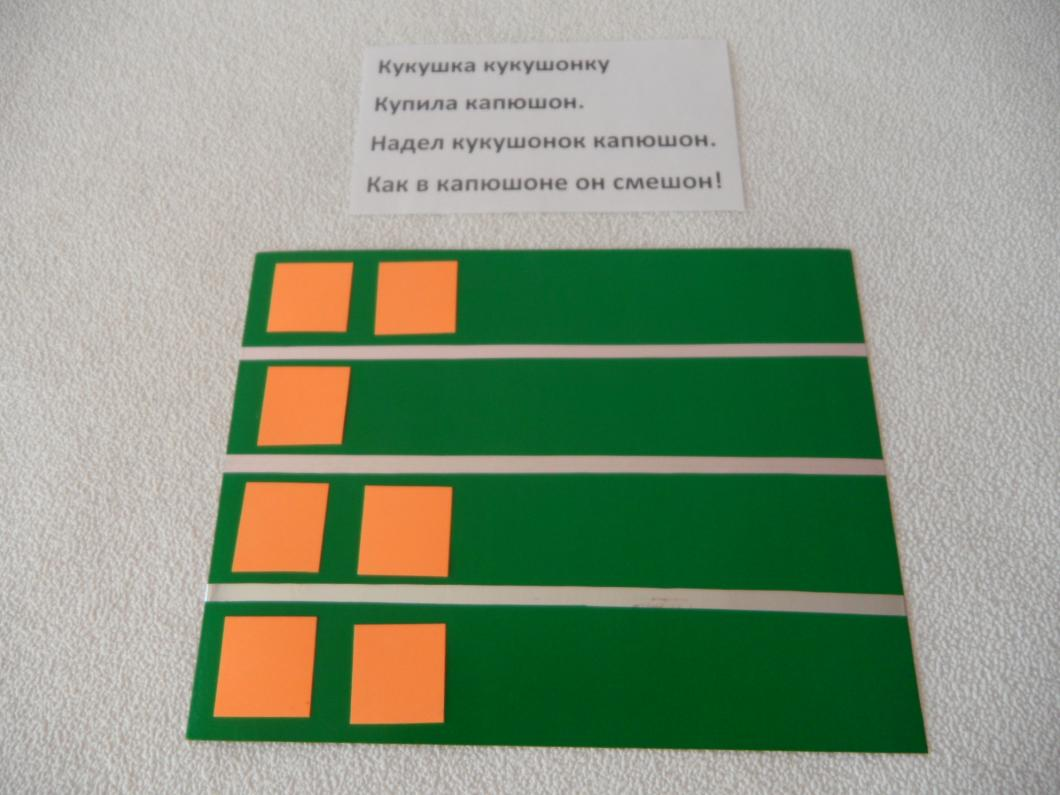 Кукушка кукушонку
Купила капюшон.
Надел кукушонок капюшон.
Как в капюшоне он смешон!